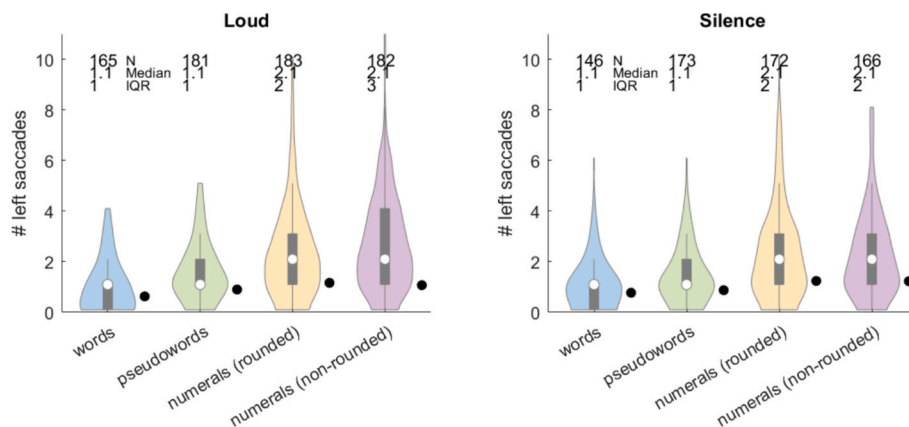 Loud
165 N 181 183 182
1.1 Median 1.1 2.1 2.1
1 IQR 1 2 3
10
8
6
4
2
0
# left saccades
words
pseudowords
numerals (rounded)
numerals (non-rounded)
Silence
146 N 173 172 166
1.1 Median 1.1 2.1 2.1
1 IQR 1 2 2
10
8
6
4
2
0
# left saccades
words
pseudowords
numerals (rounded)
numerals (non-rounded)